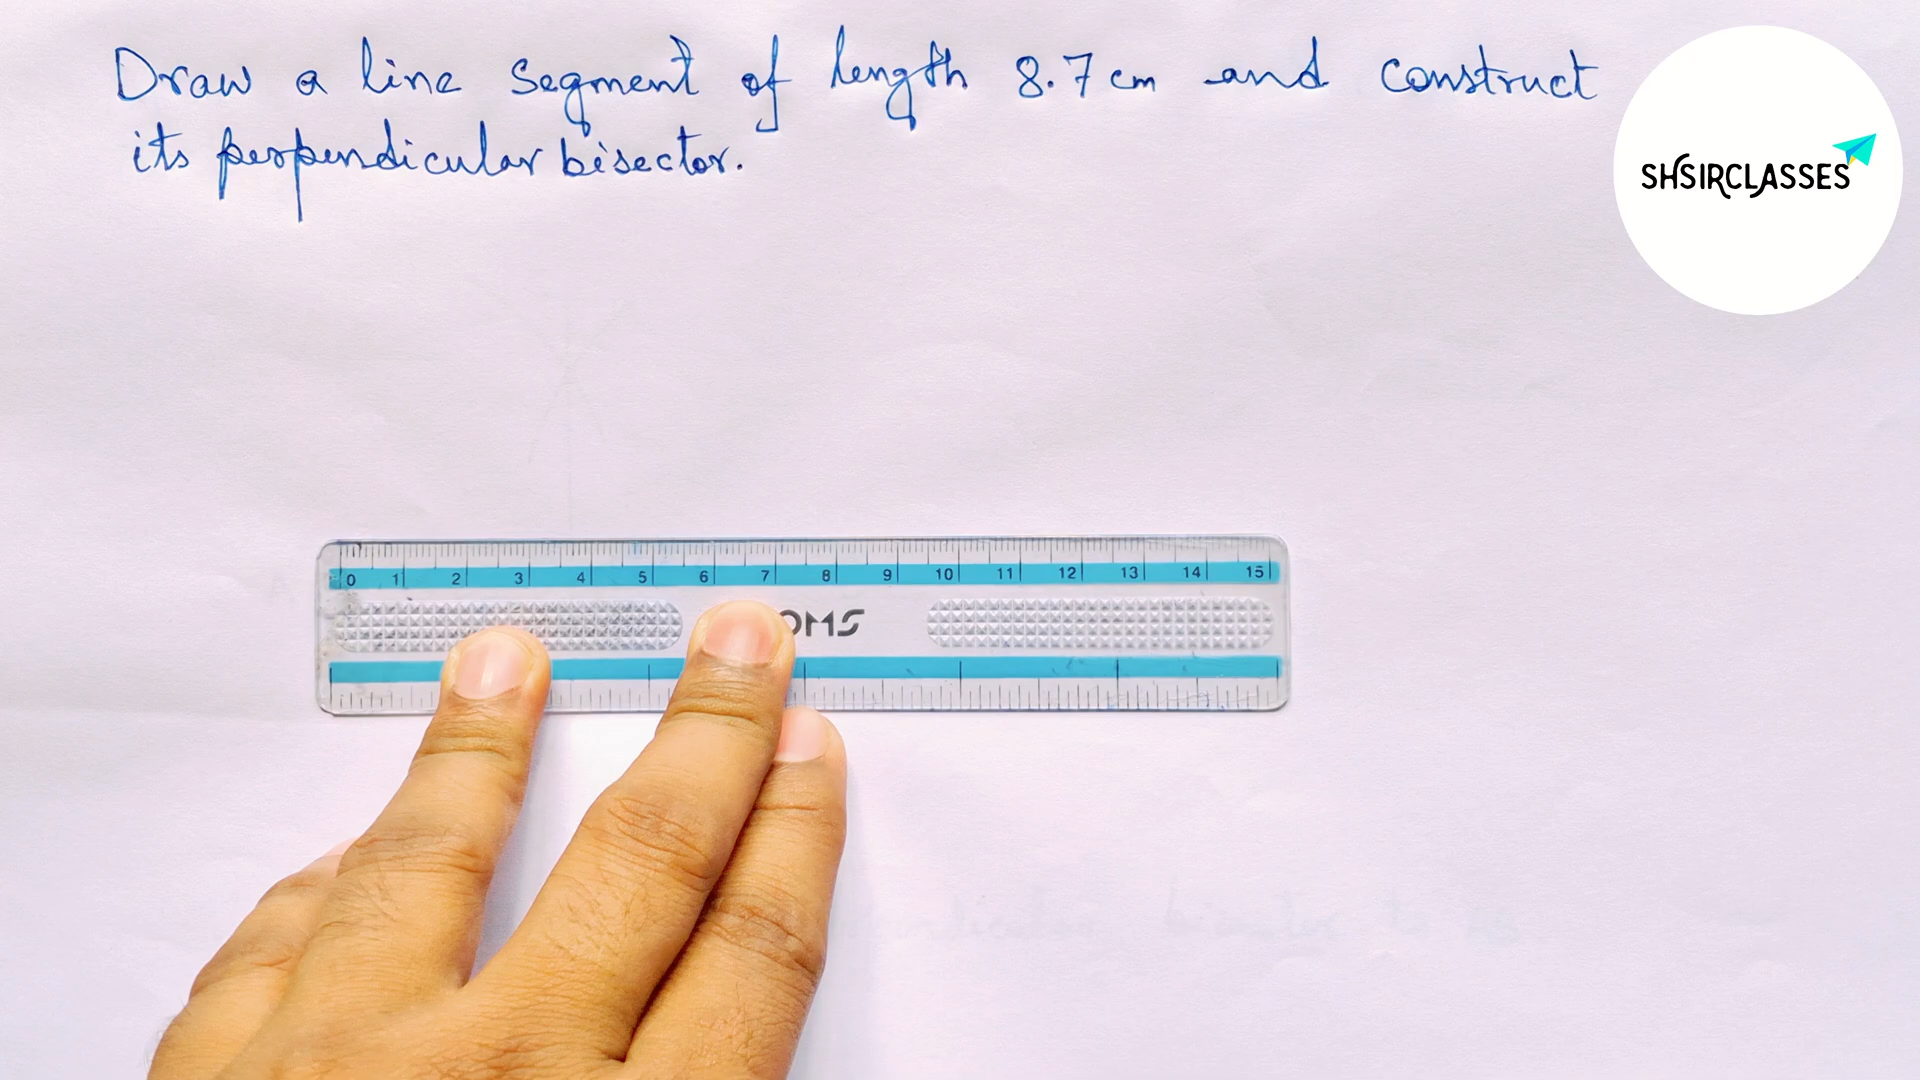 Draw a line segment of length 8.7 cm and construct
its perpendicular bisector.
SHSIRCLASSES
0 1 2 3 4 5 6 7 8 9 10 11 12 13 14 15